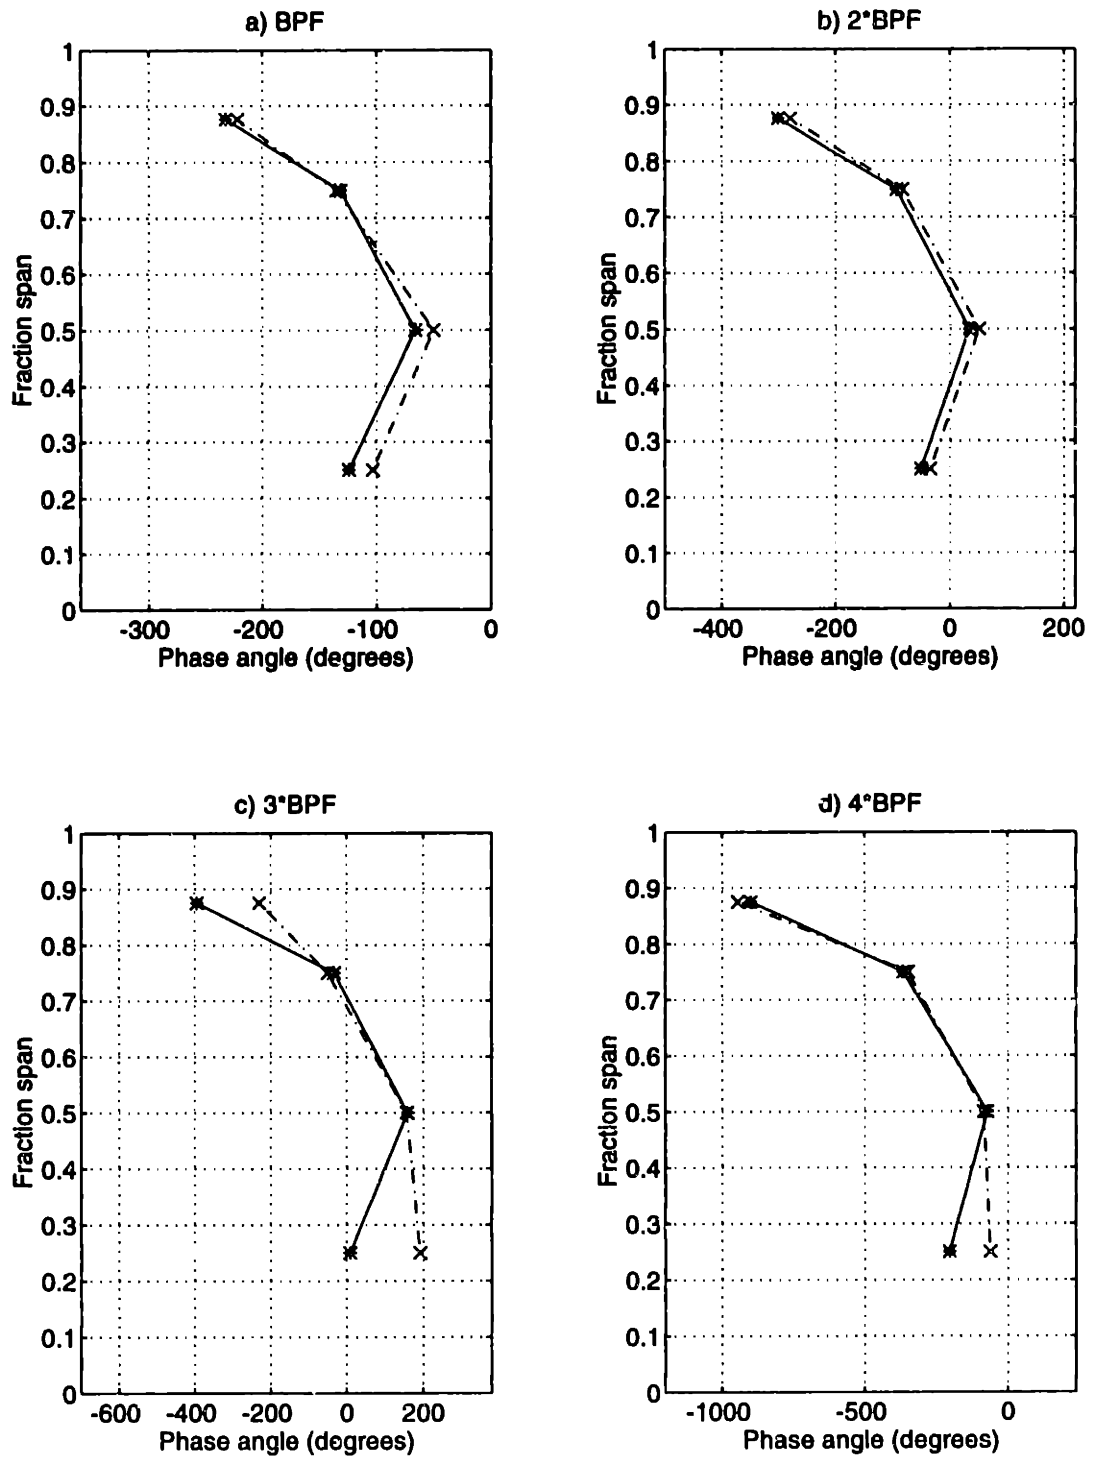 a) BPF
1
0.9
0.8
0.7
0.6
0.5
0.4
0.3
0.2
0.1
0
Fraction span
-300 -200 -100 0
Phase angle (degrees)
b) 2*BPF
1
0.9
0.8
0.7
0.6
0.5
0.4
0.3
0.2
0.1
0
Fraction span
-400 -200 0 200
Phase angle (degrees)
c) 3*BPF
1
0.9
0.8
0.7
0.6
0.5
0.4
0.3
0.2
0.1
0
Fraction span
-600 -400 -200 0 200
Phase angle (degrees)
d) 4*BPF
1
0.9
0.8
0.7
0.6
0.5
0.4
0.3
0.2
0.1
0
Fraction span
-1000 -500 0
Phase angle (degrees)